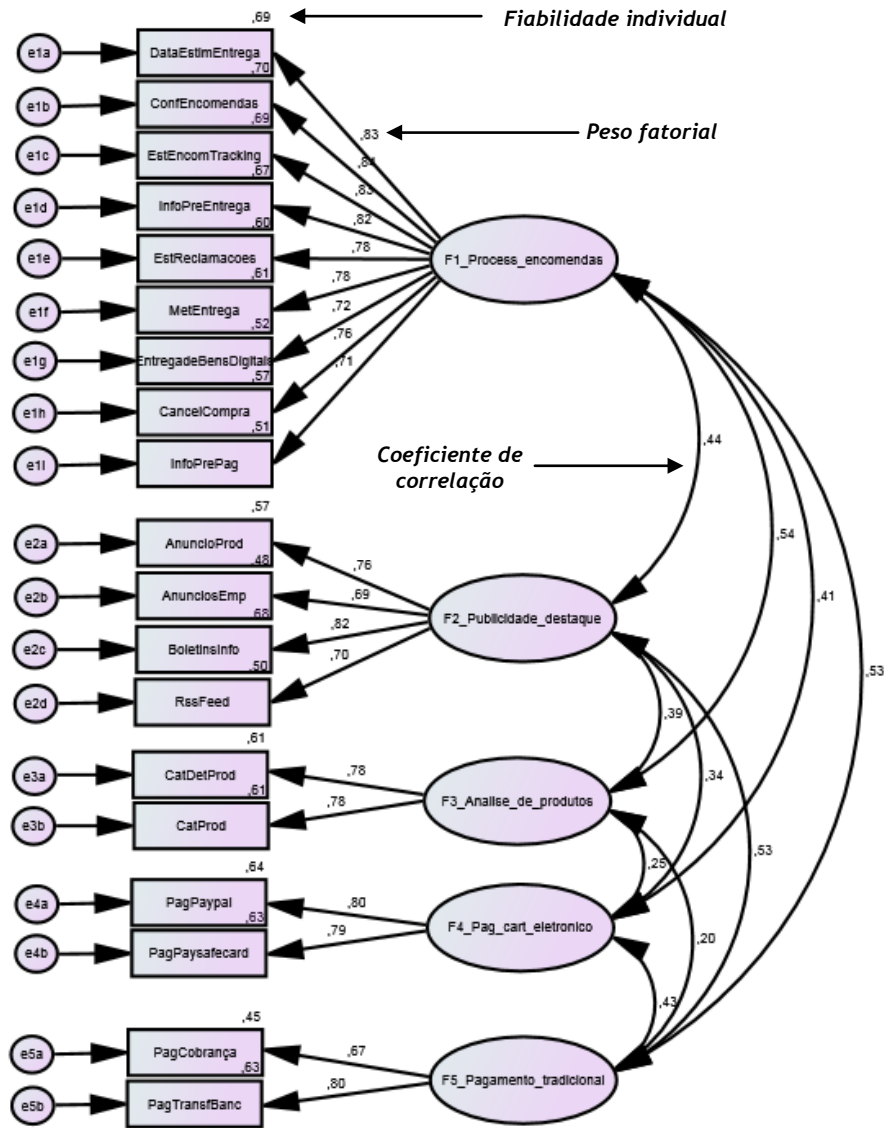 ,69
Fiabilidade individual
e1a
DataEstimEntrega
,70
e1b
ConfEncomendas
,69
,83
Peso fatorial
e1c
EstEncomTracking
,67
,84
,83
e1d
InfoPreEntrega
,60
,82
e1e
EstReclamacoes
,61
,78
F1_Process_encomendas
e1f
MetEntrega
,52
,78
,72
e1g
EntregadeBensDigitais
,57
,76
,71
e1h
CancelCompra
,51
e1i
InfoPrePag
Coeficiente de
correlação
,44
,57
e2a
AnuncioProd
,48
,76
,54
e2b
AnunciosEmp
,68
,69
,41
F2_Publicidade_destaque
e2c
BoletinsInfo
,50
,82
,70
e2d
RssFeed
,53
,39
,61
e3a
CatDetProd
,61
,78
,34
F3_Analise_de_produtos
e3b
CatProd
,78
,53
,25
,64
e4a
PagPaypal
,63
,80
F4_Pag_cart_eletronico
e4b
PagPaysafecard
,79
,20
,43
,45
e5a
PagCobrança
,63
,67
F5_Pagamento_tradicional
e5b
PagTransfBanc
,80